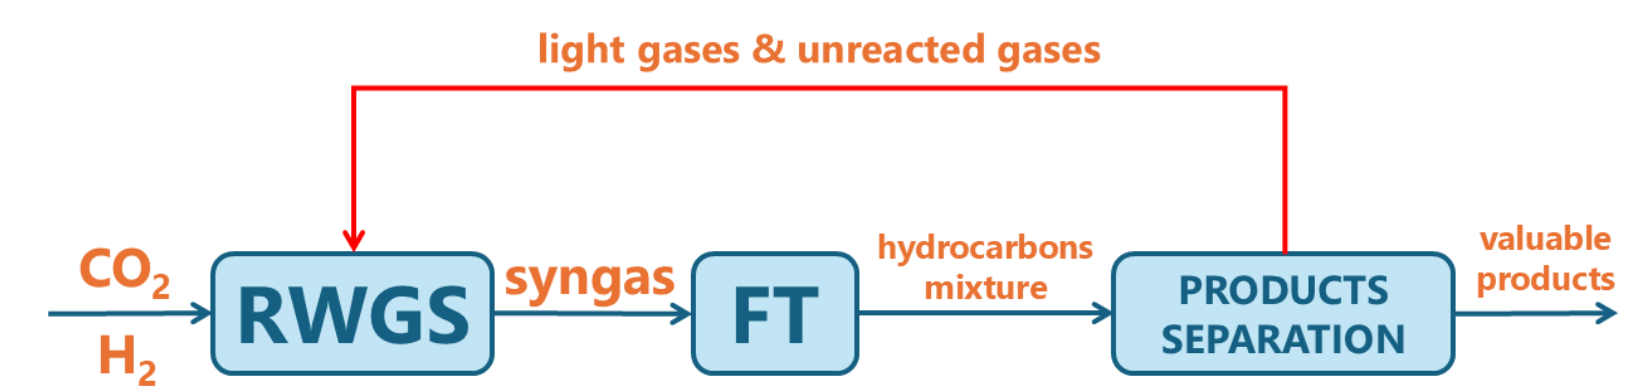 light gases & unreacted gases
CO₂
H₂
RWGS
syngas
FT
hydrocarbons
mixture
PRODUCTS
SEPARATION
valuable
products